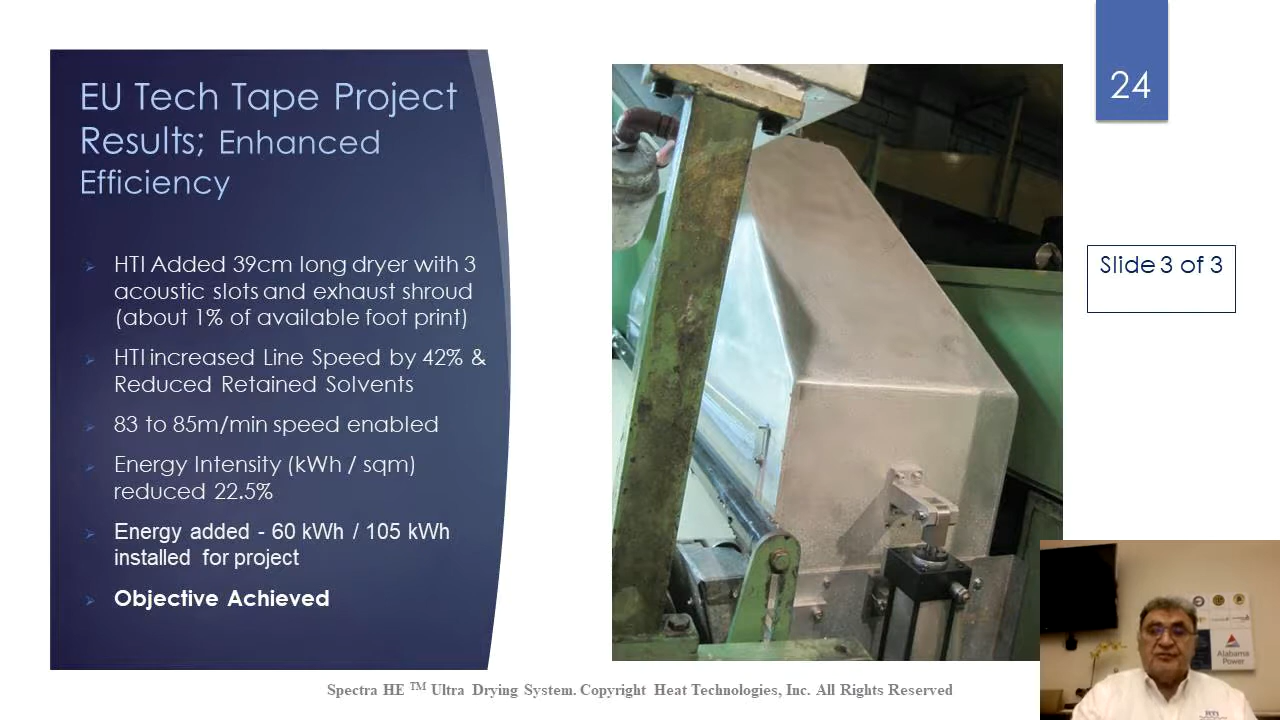 24
EU Tech Tape Project
Results; Enhanced
Efficiency
HTI Added 39cm long dryer with 3
acoustic slots and exhaust shroud
(about 1% of available foot print)
HTI increased Line Speed by 42% &
Reduced Retained Solvents
83 to 85m/min speed enabled
Energy Intensity (kWh / sqm)
reduced 22.5%
Energy added - 60 kWh / 105 kWh
installed for project
Objective Achieved
Slide 3 of 3
Alabama
Power
Spectra HE TM Ultra Drying System. Copyright Heat Technologies, Inc. All Rights Reserved